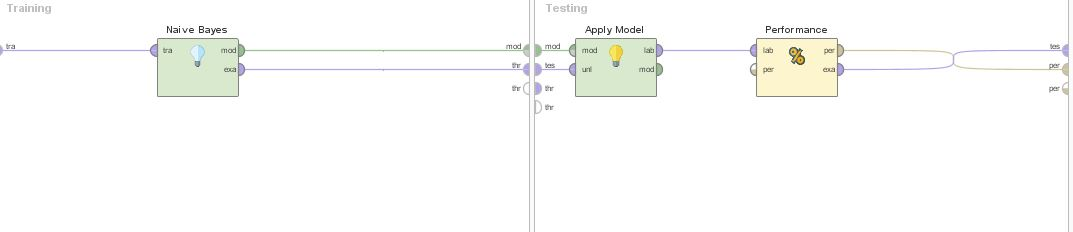 Training
Testing
Naive Bayes
Apply Model
Performance
tra
tra
mod
mod
mod
mod
lab
lab
per
tes
exa
thr
tes
unl
mod
per
exa
per
thr
thr
per
thr